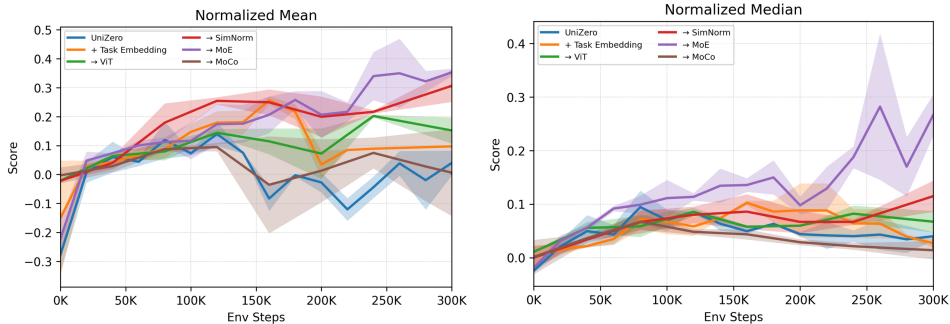 Normalized Mean
Score
0.5
0.4
0.3
0.2
0.1
0.0
−0.1
−0.2
−0.3
UniZero
+ Task Embedding
→ ViT
→ SimNorm
→ MoE
→ MoCo
0K
50K
100K
150K
200K
250K
300K
Env Steps
Normalized Median
Score
0.4
0.3
0.2
0.1
0.0
UniZero
+ Task Embedding
→ ViT
→ SimNorm
→ MoE
→ MoCo
0K
50K
100K
150K
200K
250K
300K
Env Steps